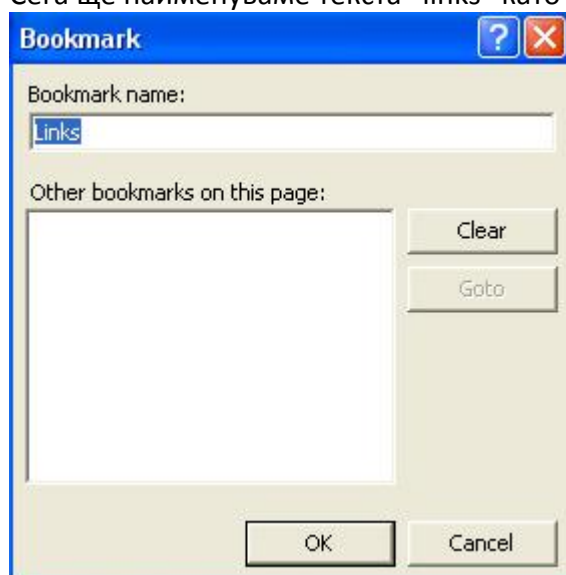 Сега ще наименуваме текста links като
Bookmark
Bookmark name:
Links
Other bookmarks on this page:
Clear
Goto
OK
Cancel